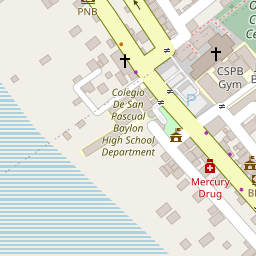 PNB
CSPB
Gym
Colegio
De San
Pascual
Baylon
High School
Department
P
Mercury
Drug